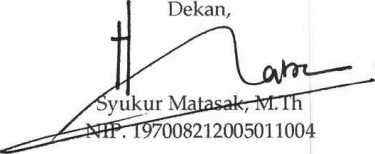 Dekan,
Syukur Matasak, M.Th
NIP. 197008212005011004